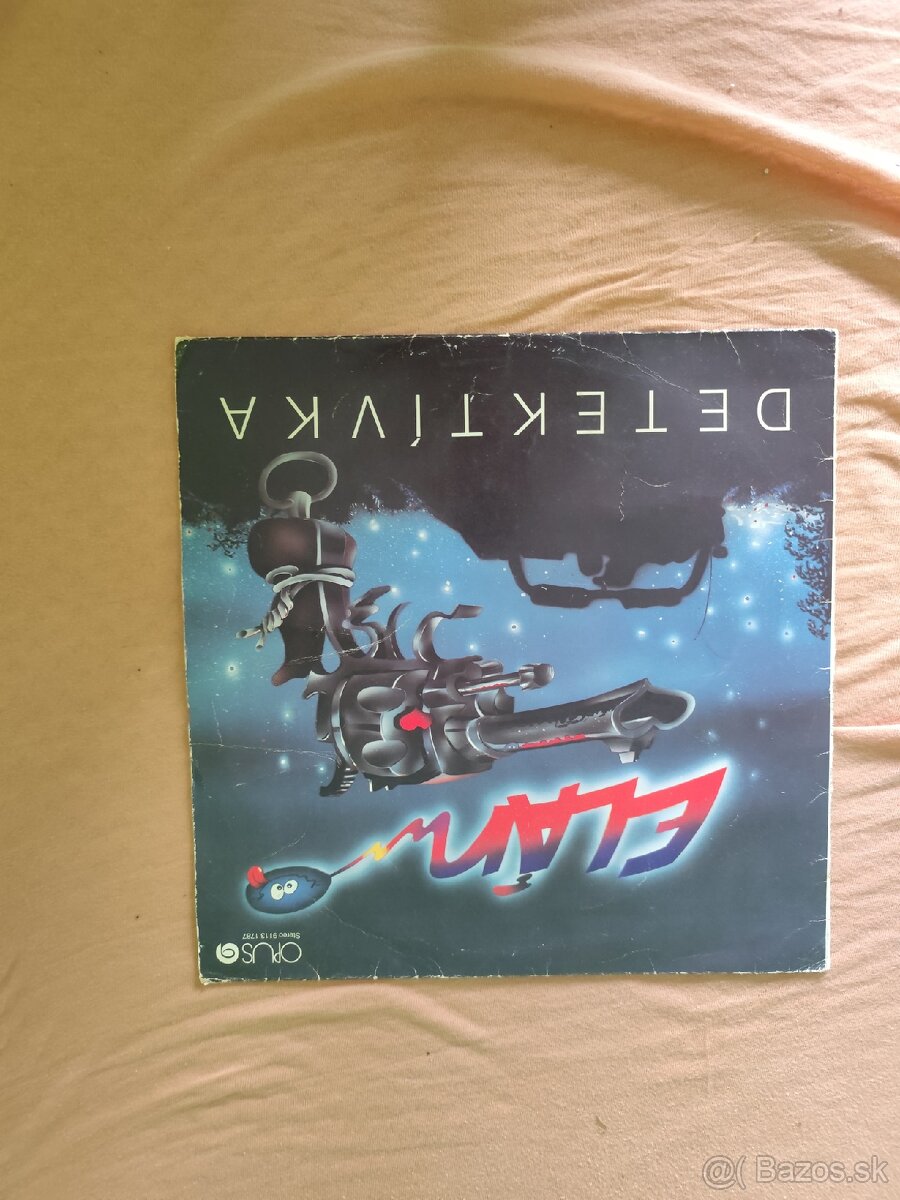 OPUS
Stereo 9113 1787
ELÁN
DETEKTÍVKA
@( Bazos.sk